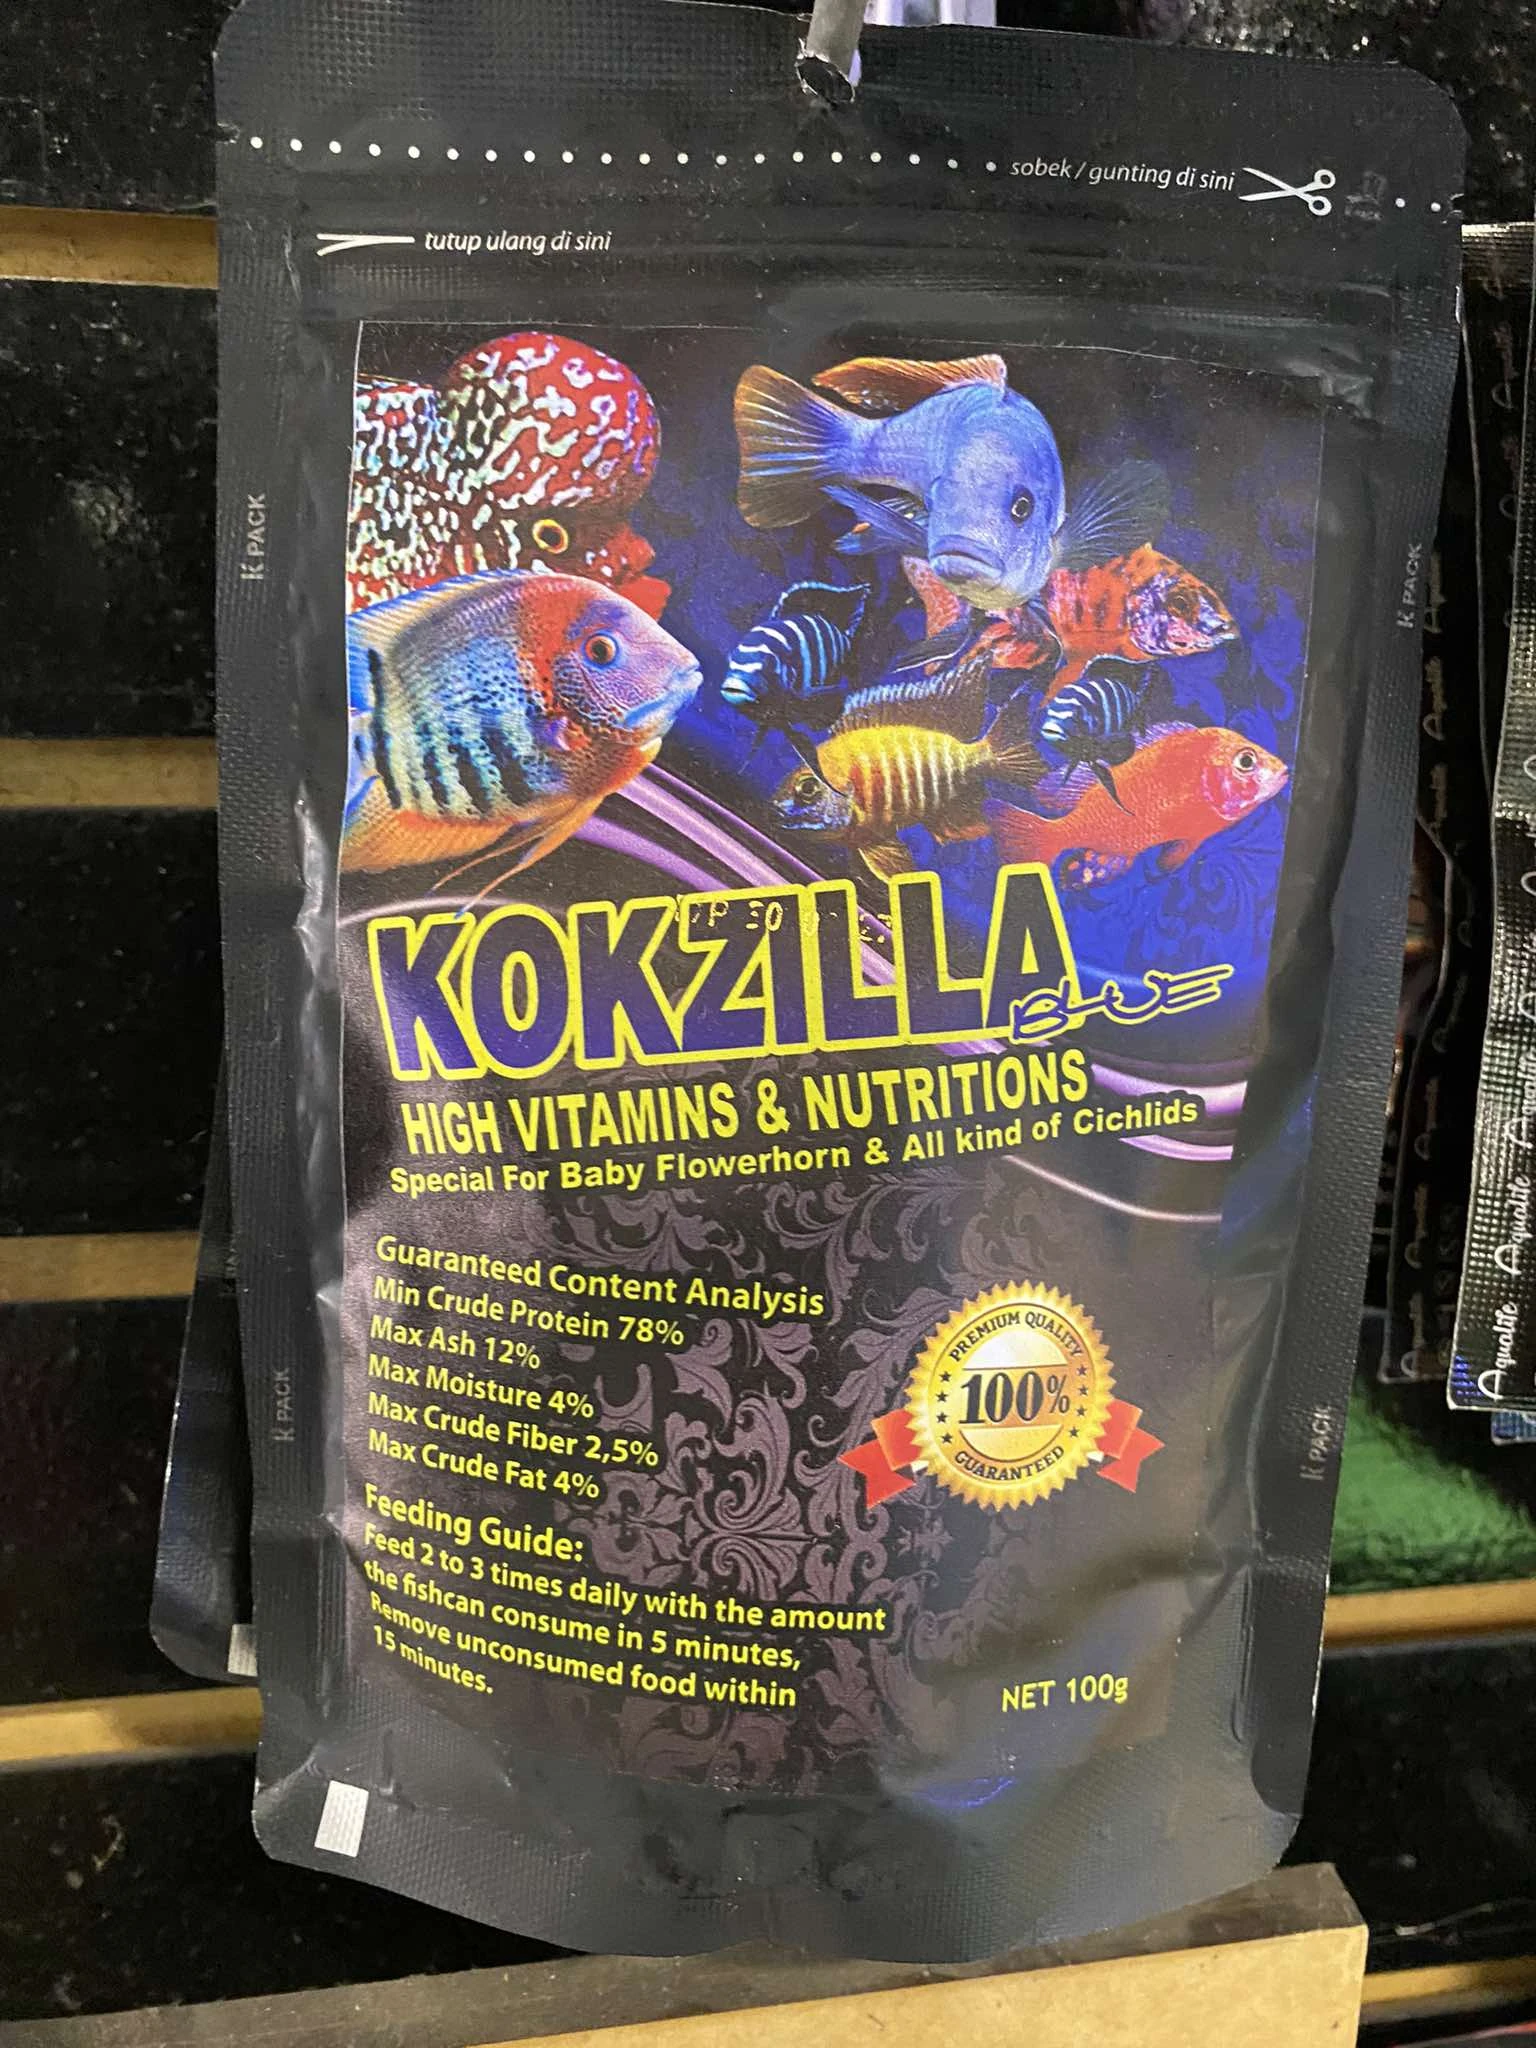 sobek / gunting di sini
tutup ulang di sini
K PACK
K PACK
KOKZILLA
BLUE
HIGH VITAMINS & NUTRITIONS
Special For Baby Flowerhorn & All kind of Cichlids
Guaranteed Content Analysis
Min Crude Protein 78%
Max Ash 12%
Max Moisture 4%
Max Crude Fiber 2,5%
Max Crude Fat 4%
PREMIUM QUALITY
100%
GUARANTEED
Feeding Guide:
Feed 2 to 3 times daily with the amount
the fishcan consume in 5 minutes,
Remove unconsumed food within
15 minutes.
NET 100g
K PACK
K PACK
Aqualife Aqualife